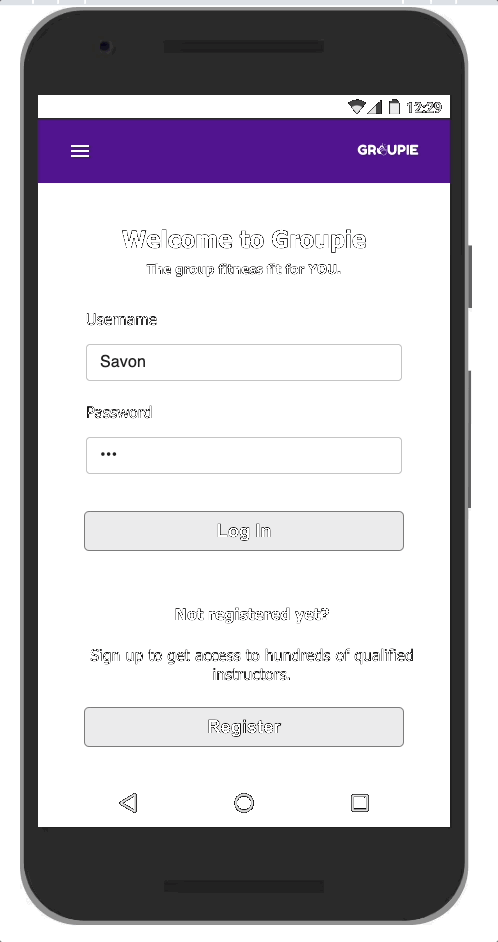 12:29
GROUPIE
Welcome to Groupie
The group fitness fit for YOU.
Username
Savon
Password
•••
Log In
Not registered yet?
Sign up to get access to hundreds of qualified
instructors.
Register